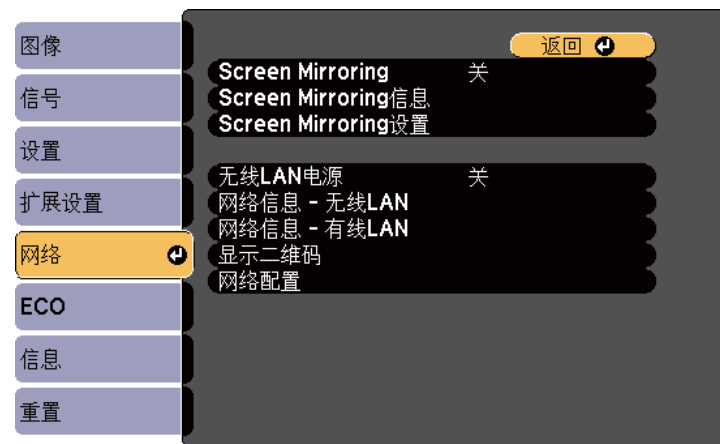 图像
信号
设置
扩展设置
网络
ECO
信息
重置
返回
Screen Mirroring 关
Screen Mirroring信息
Screen Mirroring设置
无线LAN电源 关
网络信息 - 无线LAN
网络信息 - 有线LAN
显示二维码
网络配置